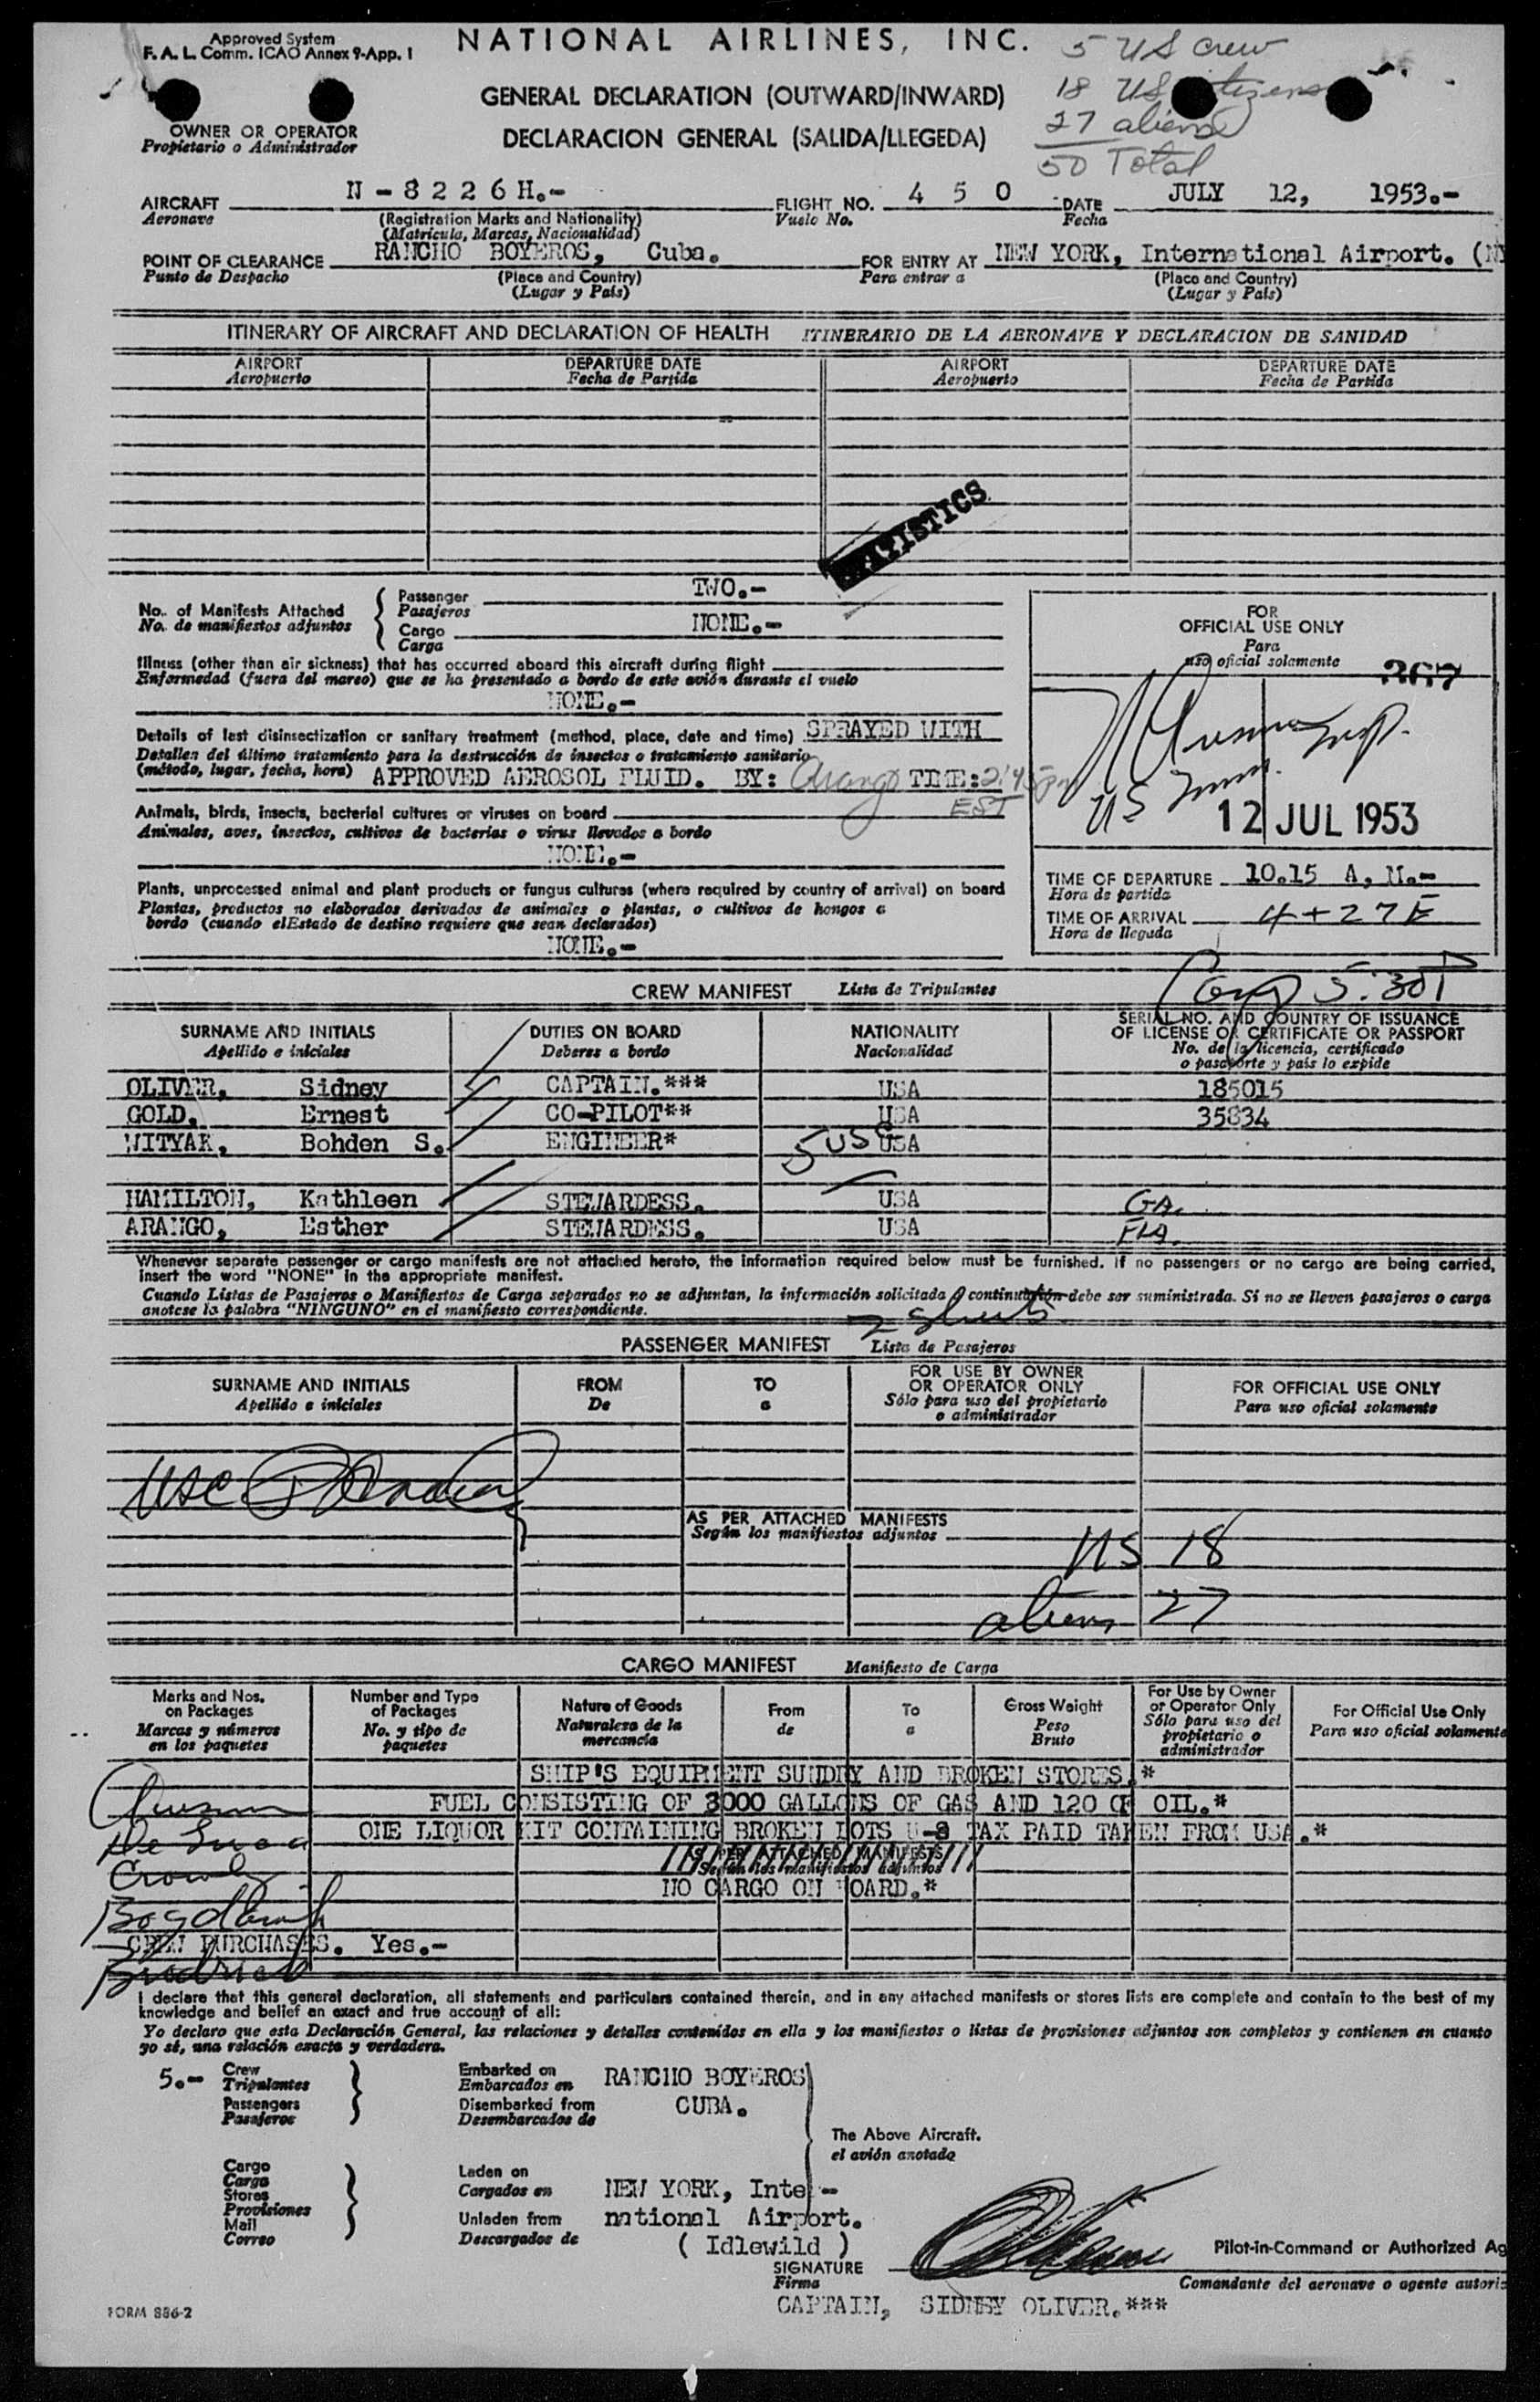 Approved System
F. A. L. Comm. ICAO Annex 9-App. 1
NATIONAL AIRLINES, INC.
5 US crew
GENERAL DECLARATION (OUTWARD/INWARD)
18 US
DECLARACION GENERAL (SALIDA/LLEGEDA)
27 aliens
50 Total
OWNER OR OPERATOR
Propietario o Administrador
AIRCRAFT N - 8 2 2 6 H.- FLIGHT NO. 4 5 0 DATE JULY 12, 1953.-
Aeronave (Registration Marks and Nationality) Vuelo No. Fecha
(Matricula, Marcas, Nacionalidad)
POINT OF CLEARANCE RANCHO BOYEROS, Cuba. FOR ENTRY AT NEW YORK, International Airport. (NY
Punto de Despacho (Place and Country) Para entrar a (Place and Country)
(Lugar y País) (Lugar y País)
ITINERARY OF AIRCRAFT AND DECLARATION OF HEALTH ITINERARIO DE LA AERONAVE Y DECLARACION DE SANIDAD
AIRPORT DEPARTURE DATE AIRPORT DEPARTURE DATE
Aeropuerto Fecha de Partida Aeropuerto Fecha de Partida
STATISTICS
No. of Manifests Attached
No. de manifiestos adjuntos
Passenger TWO.-
Pasajeros
Cargo NONE.-
Carga
Illness (other than air sickness) that has occurred aboard this aircraft during flight
Enfermedad (fuera del mareo) que se ha presentado a bordo de este avión durante el vuelo
NONE.-
Details of last disinsectization or sanitary treatment (method, place, date and time) SPRAYED WITH
Detalles del último tratamiento para la destrucción de insectos o tratamiento sanitario
(método, lugar, fecha, hora) APPROVED AEROSOL FLUID. BY: Arango TIME: 2:45 pm
EST
Animals, birds, insects, bacterial cultures or viruses on board
Animales, aves, insectos, cultivos de bacterias o virus llevados a bordo
NONE.-
Plants, unprocessed animal and plant products or fungus cultures (where required by country of arrival) on board
Plantas, productos no elaborados derivados de animales o plantas, o cultivos de hongos a
bordo (cuando elEstado de destino requiere que sean declarados)
NONE.-
FOR
OFFICIAL USE ONLY
Para
uso oficial solamente
267
US Imm.
12 JUL 1953
TIME OF DEPARTURE 10.15 A, M.-
Hora de partida
TIME OF ARRIVAL 4+27E
Hora de llegada
5:30P
CREW MANIFEST Lista de Tripulantes
SURNAME AND INITIALS DUTIES ON BOARD NATIONALITY SERIAL NO. AND COUNTRY OF ISSUANCE
OF LICENSE OR CERTIFICATE OR PASSPORT
Apellido e iniciales Deberes a bordo Nacionalidad No. de la licencia, certificado
o pasaporte y país lo expide
OLIVER, Sidney CAPTAIN.*** USA 185015
GOLD, Ernest CO-PILOT** USA 35834
WITYAK, Bohden S. ENGINEER* USA
5 USC
HAMILTON, Kathleen STEWARDESS. USA GA.
ARANGO, Esther STEWARDESS. USA FLA.
Whenever separate passenger or cargo manifests are not attached hereto, the information required below must be furnished. If no passengers or no cargo are being carried,
insert the word "NONE" in the appropriate manifest.
Cuando Listas de Pasajeros o Manifiestos de Carga separados no se adjuntan, la información solicitada a continuación debe ser suministrada. Si no se lleven pasajeros o carga
anotese la palabra "NINGUNO" en el manifiesto correspondiente.
2 Sheets
PASSENGER MANIFEST Lista de Pasajeros
SURNAME AND INITIALS FROM TO FOR USE BY OWNER
OR OPERATOR ONLY FOR OFFICIAL USE ONLY
Apellido e iniciales De a Sólo para uso del propietario
o administrador Para uso oficial solamente
USC
AS PER ATTACHED MANIFESTS
Según los manifiestos adjuntos
US 18
aliens 27
CARGO MANIFEST Manifiesto de Carga
Marks and Nos.
on Packages
Marcas y números
en los paquetes
Number and Type
of Packages
No. y tipo de
paquetes
Nature of Goods
Naturaleza de la
mercancía
From
de
To
a
Gross Weight
Peso
Bruto
For Use by Owner
or Operator Only
Sólo para uso del
propietario o
administrador
For Official Use Only
Para uso oficial solamente
SHIP'S EQUIPMENT SUNDRY AND BROKEN STORES.*
FUEL CONSISTING OF 3000 GALLONS OF GAS AND 120 OF OIL.*
ONE LIQUOR KIT CONTAINING BROKEN LOTS U-S TAX PAID TAKEN FROM USA.*
AS PER ATTACHED MANIFESTS
Según los manifiestos adjuntos
Crowly
NO CARGO ON BOARD.*
CREW PURCHASES. Yes.-
I declare that this general declaration, all statements and particulars contained therein, and in any attached manifests or stores lists are complete and contain to the best of my
knowledge and belief an exact and true account of all:
Yo declaro que esta Declaración General, las relaciones y detalles contenidos en ella y los manifiestos o listas de provisiones adjuntos son completos y contienen en cuanto
yo sé, una relación exacta y verdadera.
5.- Crew
Tripulantes
Passengers
Pasajeros
Embarked on RANCHO BOYEROS
Embarcados en
Disembarked from CUBA.
Desembarcados de
The Above Aircraft.
el avión anotado
Cargo
Carga
Stores
Provisiones
Mail
Correo
Laden on
Cargados en NEW YORK, Inte-
Unladen from national Airport.
Descargados de ( Idlewild )
SIGNATURE Pilot-in-Command or Authorized Ag
Firma Comandante del aeronave o agente autori
CAPTAIN, SIDNEY OLIVER.***
FORM 886-2